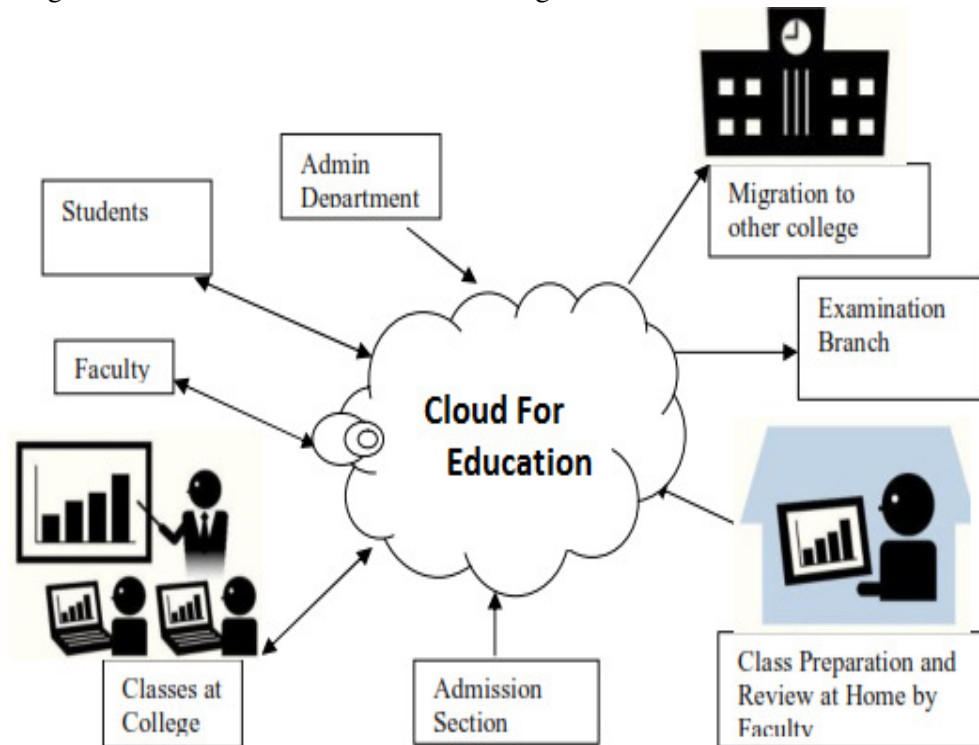 Admin
Department
Migration to
other college
Students
Examination
Branch
Faculty
Cloud For
Education
Classes at
College
Admission
Section
Class Preparation and
Review at Home by
Faculty